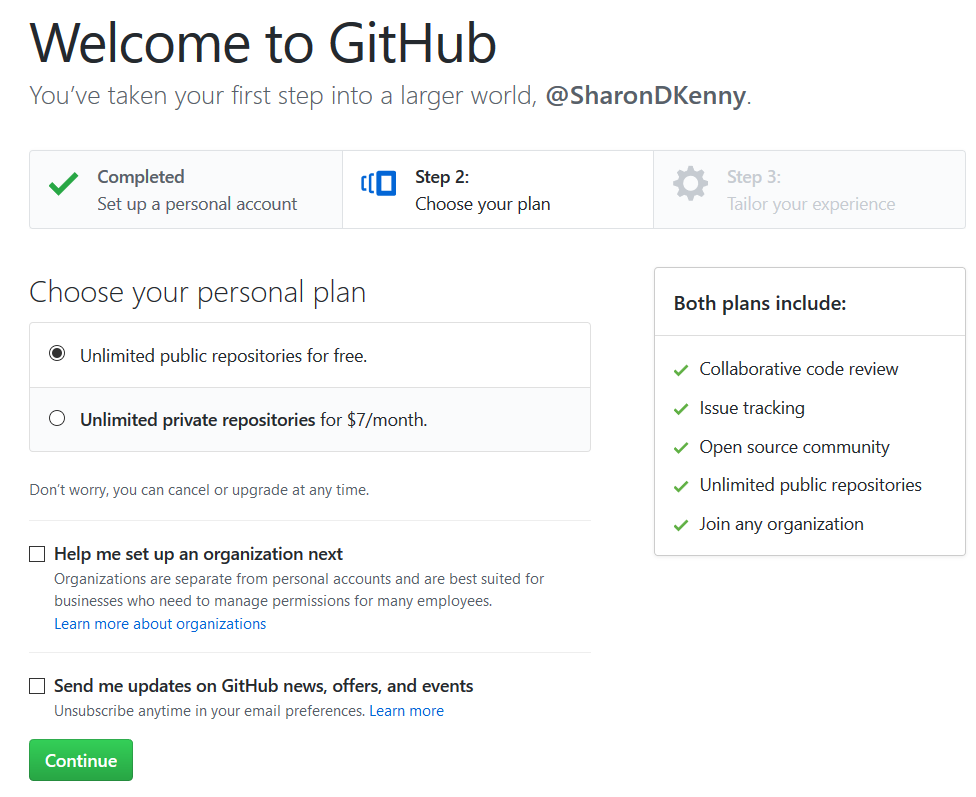 Welcome to GitHub
You’ve taken your first step into a larger world, @SharonDKenny.
Completed
Set up a personal account
Step 2:
Choose your plan
Step 3:
Tailor your experience
Choose your personal plan
Unlimited public repositories for free.
Unlimited private repositories for $7/month.
Don’t worry, you can cancel or upgrade at any time.
Help me set up an organization next
Organizations are separate from personal accounts and are best suited for
businesses who need to manage permissions for many employees.
Learn more about organizations
Send me updates on GitHub news, offers, and events
Unsubscribe anytime in your email preferences. Learn more
Continue
Both plans include:
Collaborative code review
Issue tracking
Open source community
Unlimited public repositories
Join any organization